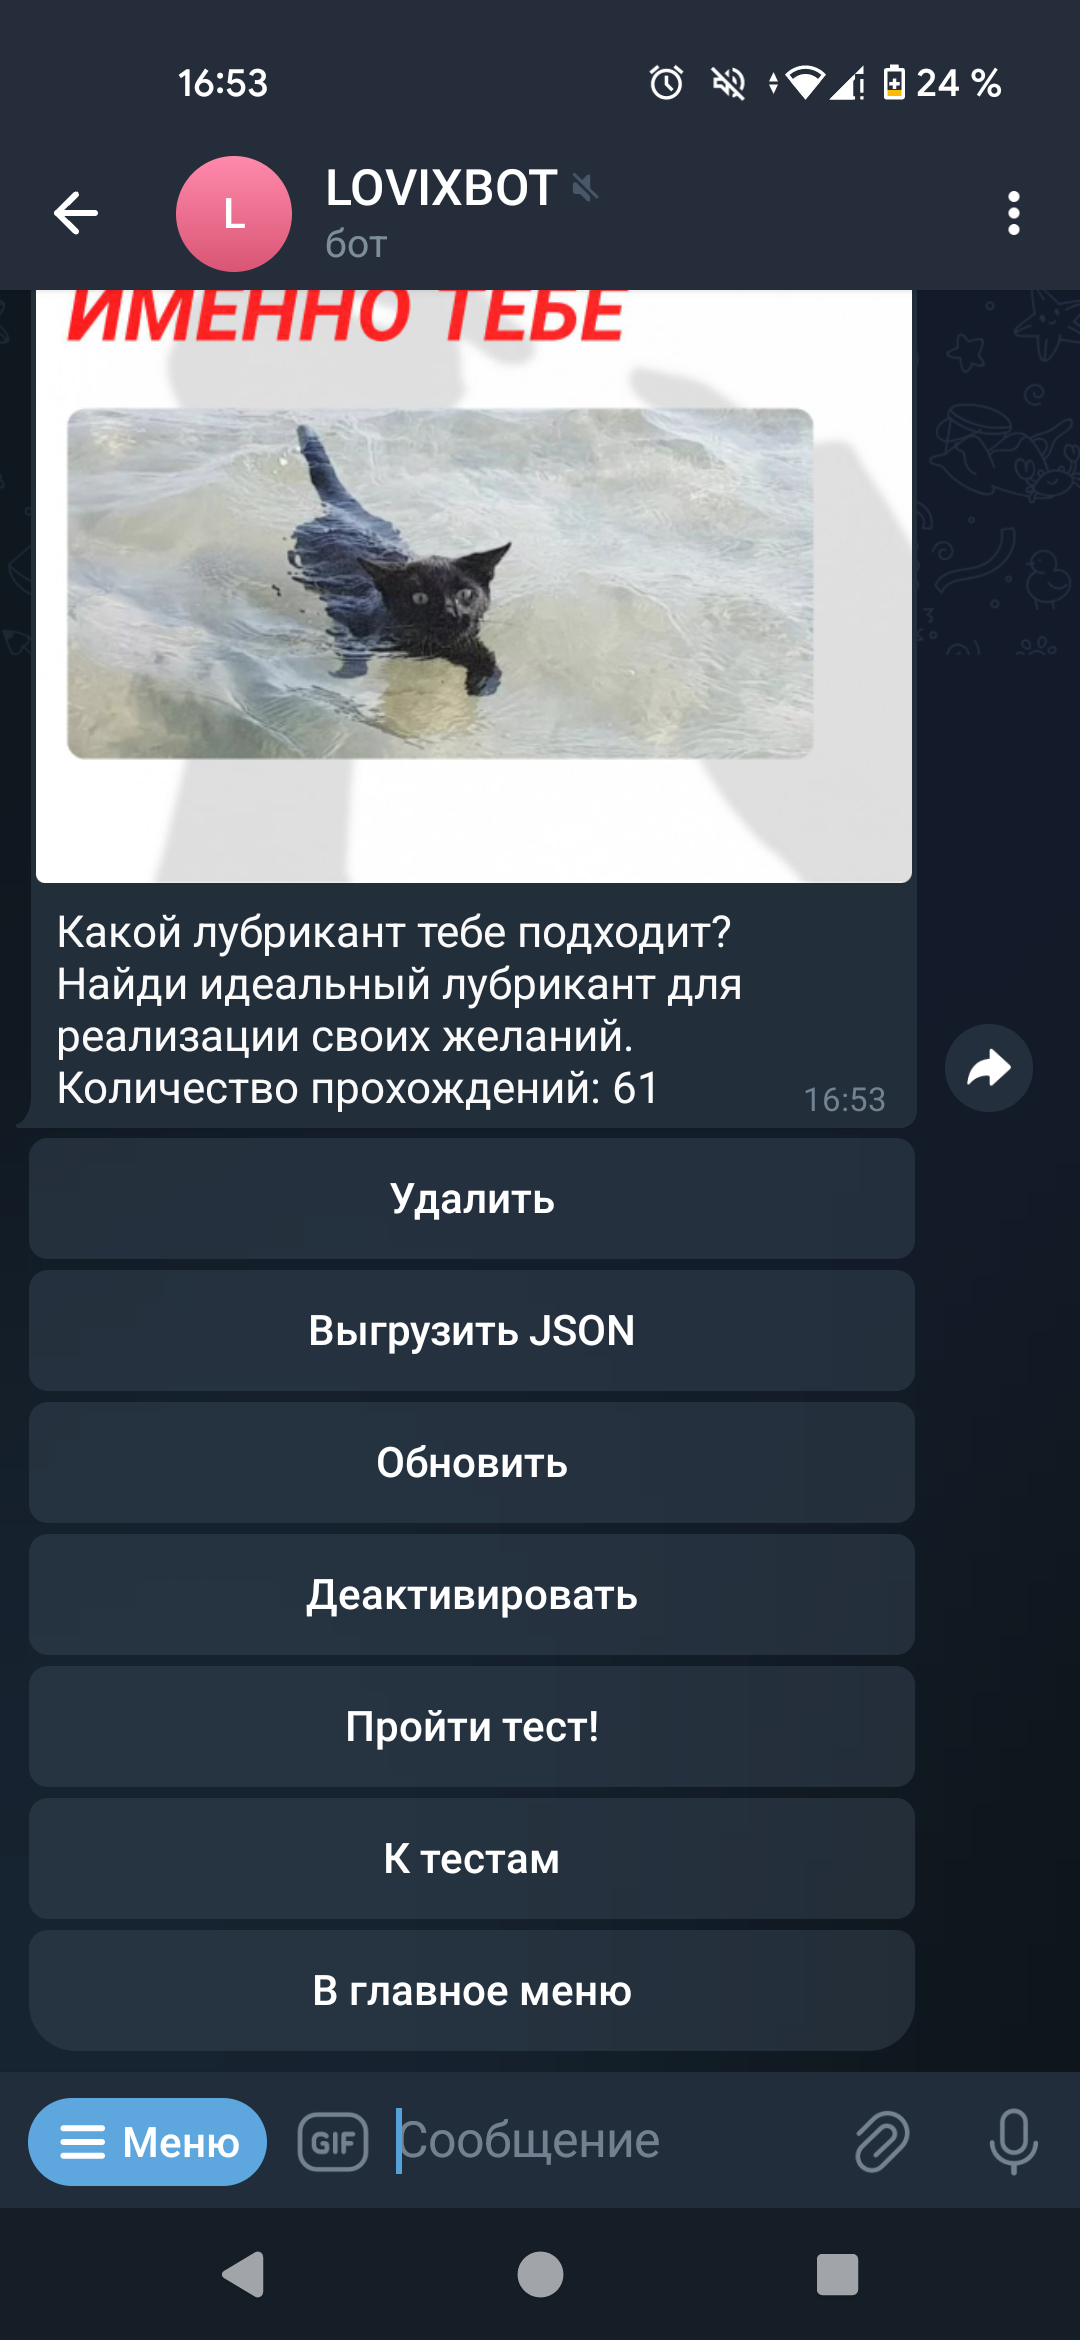 16:53
24 %
L
LOVIXBOT
бот
ИМЕННО ТЕБЕ
Какой лубрикант тебе подходит?
Найди идеальный лубрикант для
реализации своих желаний.
Количество прохождений: 61
16:53
Удалить
Выгрузить JSON
Обновить
Деактивировать
Пройти тест!
К тестам
В главное меню
Меню
GIF
Сообщение